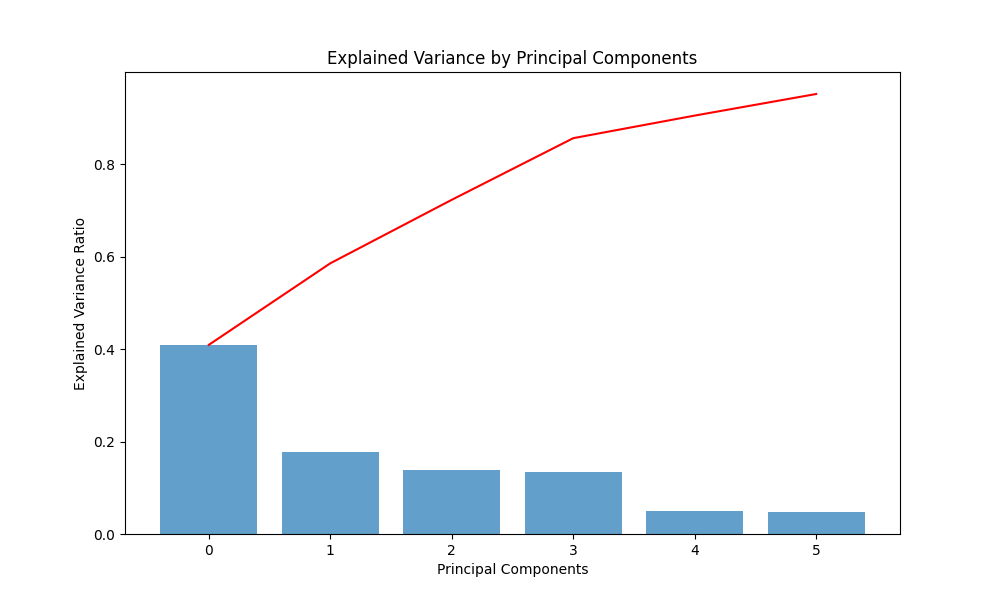 Explained Variance by Principal Components
Explained Variance Ratio
0.8
0.6
0.4
0.2
0.0
0 1 2 3 4 5
Principal Components